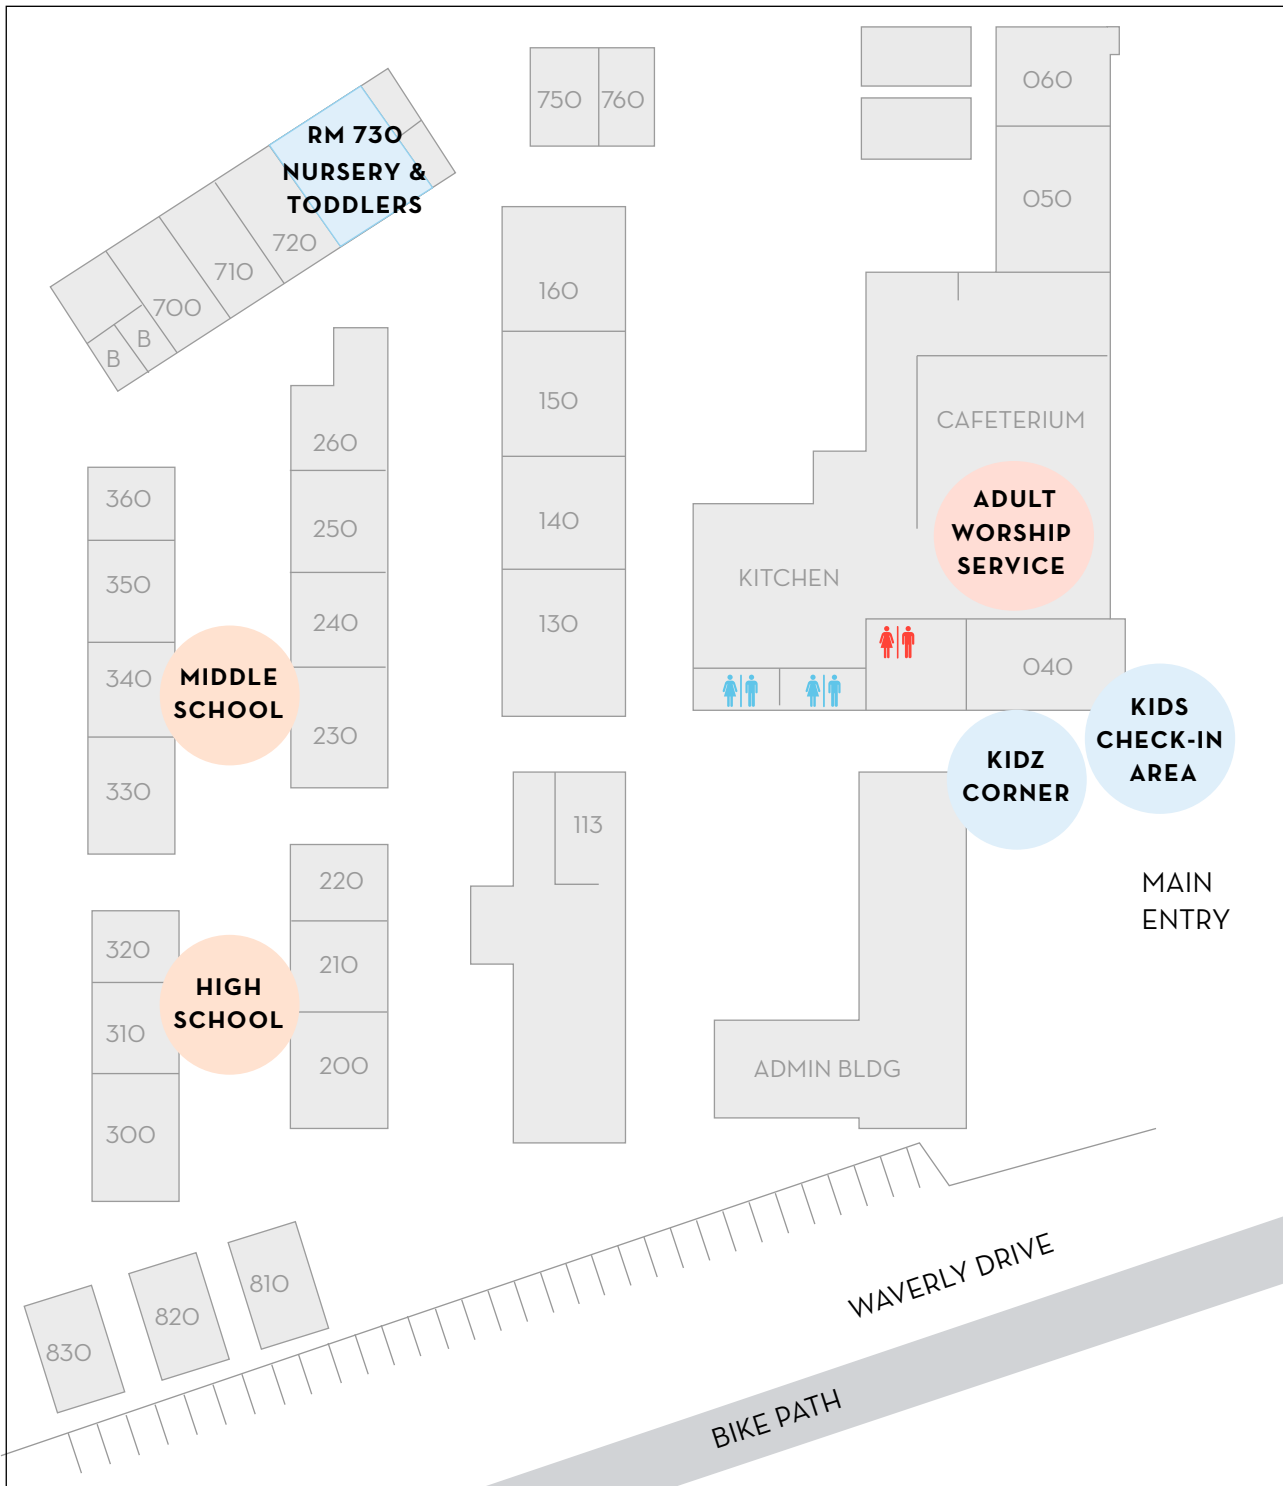 750
760
060
RM 730
NURSERY &
TODDLERS
050
720
710
700
B
B
160
150
140
130
260
250
240
230
360
350
340
330
MIDDLE
SCHOOL
CAFETERIUM
ADULT
WORSHIP
SERVICE
KITCHEN
040
KIDS
CHECK-IN
AREA
KIDZ
CORNER
113
MAIN
ENTRY
220
210
200
320
310
300
HIGH
SCHOOL
ADMIN BLDG
810
820
830
WAVERLY DRIVE
BIKE PATH